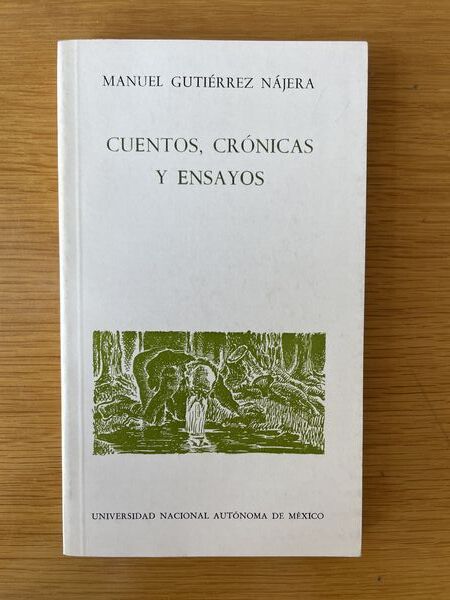 MANUEL GUTIÉRREZ NÁJERA
CUENTOS, CRÓNICAS
Y ENSAYOS
UNIVERSIDAD NACIONAL AUTÓNOMA DE MÉXICO